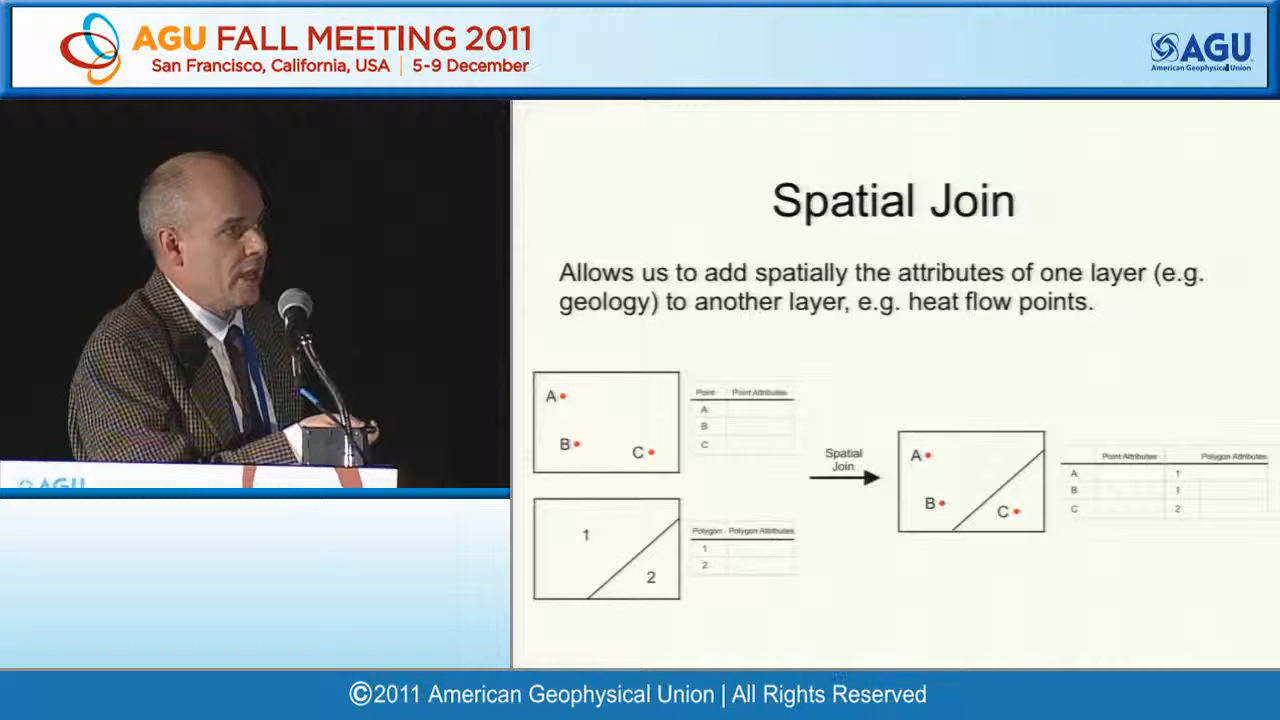 AGU FALL MEETING 2011
San Francisco, California, USA | 5-9 December
AGU
American Geophysical Union
AGU
Spatial Join
Allows us to add spatially the attributes of one layer (e.g.
geology) to another layer, e.g. heat flow points.
A
B
C
Point Point Attributes
A
B
C
1
2
Polygon Polygon Attributes
1
2
Spatial
Join
A
B
C
Point Attributes Polygon Attributes
A 1
B 1
C 2
©2011 American Geophysical Union | All Rights Reserved